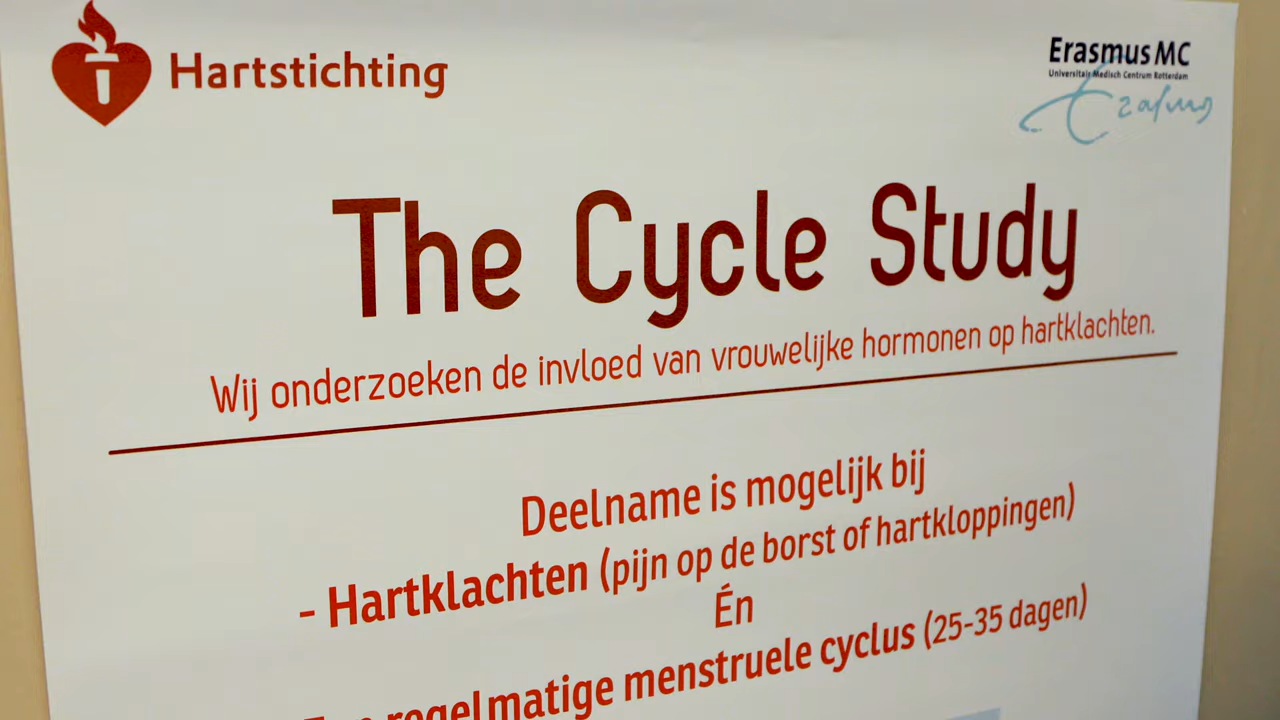 Hartstichting
Erasmus MC
Universitair Medisch Centrum Rotterdam
Erasmus
The Cycle Study
Wij onderzoeken de invloed van vrouwelijke hormonen op hartklachten.
Deelname is mogelijk bij
- Hartklachten (pijn op de borst of hartkloppingen)
Én
regelmatige menstruele cyclus (25-35 dagen)